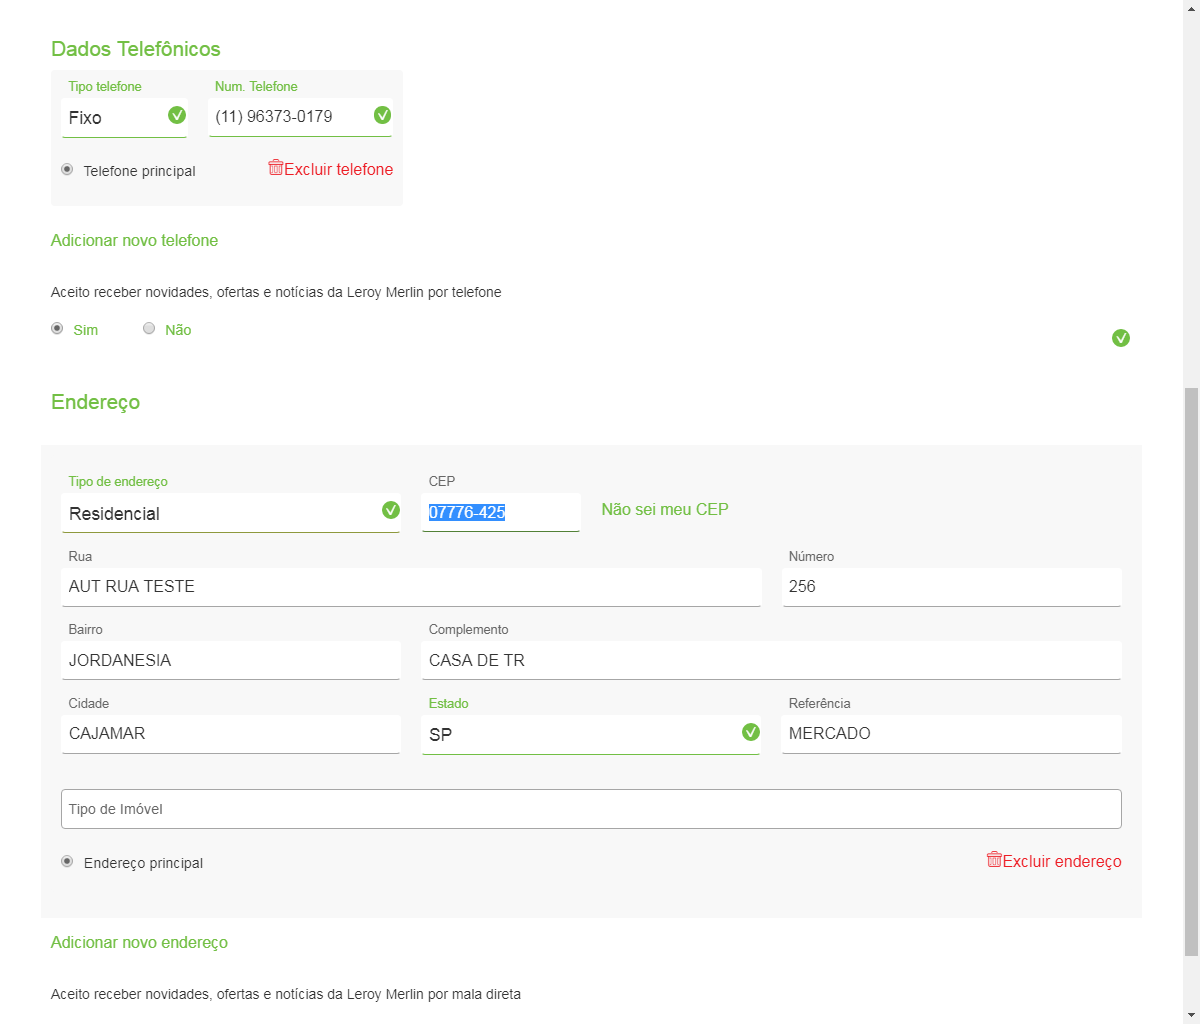 Dados Telefônicos
Tipo telefone Num. Telefone
Fixo (11) 96373-0179
Telefone principal Excluir telefone
Adicionar novo telefone
Aceito receber novidades, ofertas e notícias da Leroy Merlin por telefone
Sim Não
Endereço
Tipo de endereço CEP
Residencial 07776-425 Não sei meu CEP
Rua Número
AUT RUA TESTE 256
Bairro Complemento
JORDANESIA CASA DE TR
Cidade Estado Referência
CAJAMAR SP MERCADO
Tipo de Imóvel
Endereço principal Excluir endereço
Adicionar novo endereço
Aceito receber novidades, ofertas e notícias da Leroy Merlin por mala direta